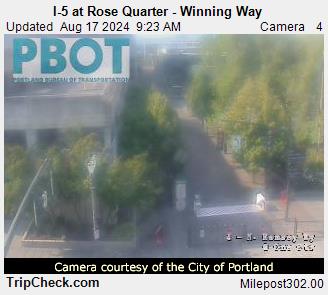 I-5 at Rose Quarter - Winning Way
Updated Aug 17 2024 9:23 AM Camera 4
PBOT
PORTLAND BUREAU OF TRANSPORTATION
Camera courtesy of the City of Portland
TripCheck.com Milepost302.00